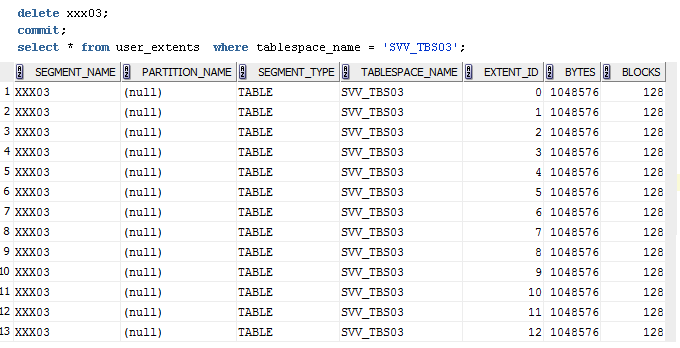 delete xxx03;
commit;
select * from user_extents where tablespace_name = 'SVV_TBS03';
SEGMENT_NAME PARTITION_NAME SEGMENT_TYPE TABLESPACE_NAME EXTENT_ID BYTES BLOCKS
1 XXX03 (null) TABLE SVV_TBS03 0 1048576 128
2 XXX03 (null) TABLE SVV_TBS03 1 1048576 128
3 XXX03 (null) TABLE SVV_TBS03 2 1048576 128
4 XXX03 (null) TABLE SVV_TBS03 3 1048576 128
5 XXX03 (null) TABLE SVV_TBS03 4 1048576 128
6 XXX03 (null) TABLE SVV_TBS03 5 1048576 128
7 XXX03 (null) TABLE SVV_TBS03 6 1048576 128
8 XXX03 (null) TABLE SVV_TBS03 7 1048576 128
9 XXX03 (null) TABLE SVV_TBS03 8 1048576 128
10 XXX03 (null) TABLE SVV_TBS03 9 1048576 128
11 XXX03 (null) TABLE SVV_TBS03 10 1048576 128
12 XXX03 (null) TABLE SVV_TBS03 11 1048576 128
13 XXX03 (null) TABLE SVV_TBS03 12 1048576 128